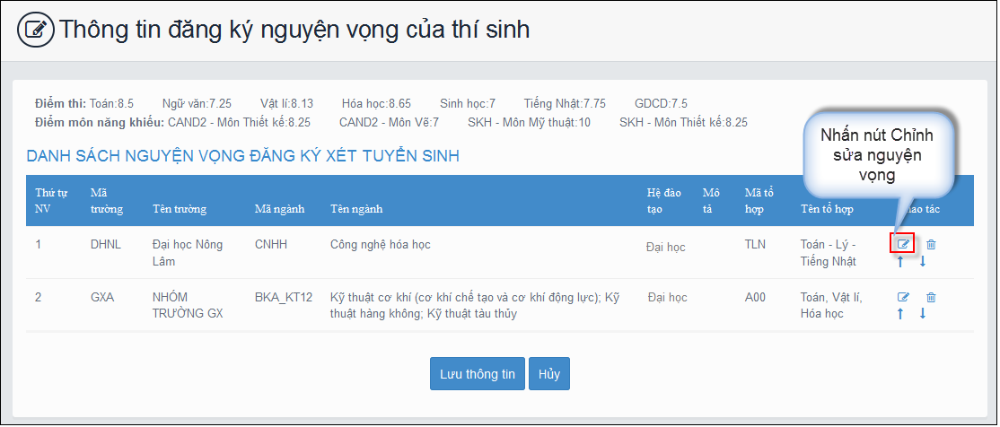 Thông tin đăng ký nguyện vọng của thí sinh
Điểm thi: Toán:8.5 Ngữ văn:7.25 Vật lí:8.13 Hóa học:8.65 Sinh học:7 Tiếng Nhật:7.75 GDCD:7.5
Điểm môn năng khiếu: CAND2 - Môn Thiết kế:8.25 CAND2 - Môn Vẽ:7 SKH - Môn Mỹ thuật:10 SKH - Môn Thiết kế:8.25
Nhấn nút Chỉnh
sửa nguyện
vọng
DANH SÁCH NGUYỆN VỌNG ĐĂNG KÝ XÉT TUYỂN SINH
Thứ tự Mã Hệ đào Mô Mã tổ
NV trường Tên trường Mã ngành Tên ngành tạo tả hợp Tên tổ hợp ao tác
1 DHNL Đại học Nông CNHH Công nghệ hóa học Đại học TLN Toán - Lý -
Lâm Tiếng Nhật
2 GXA NHÓM BKA_KT12 Kỹ thuật cơ khí (cơ khí chế tạo và cơ khí động lực); Kỹ Đại học A00 Toán, Vật lí,
TRƯỜNG GX thuật hàng không; Kỹ thuật tàu thủy Hóa học
Lưu thông tin Hủy